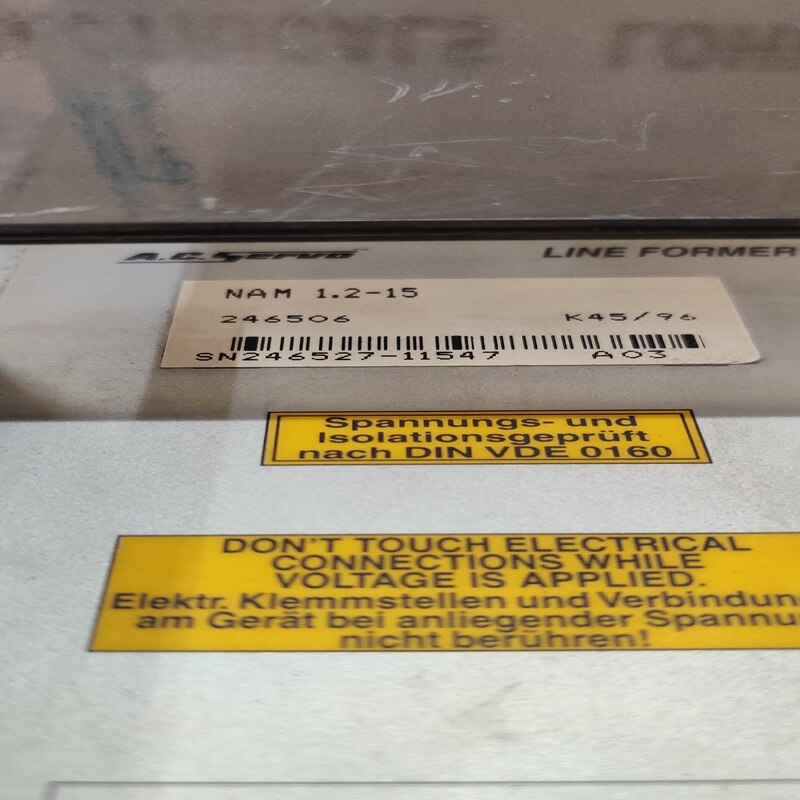 A.C. Servo LINE FORMER
NAM 1.2-15
246506 K45/96
SN246527-11547 A03
Spannungs- und
Isolationsgeprüft
nach DIN VDE 0160
DON'T TOUCH ELECTRICAL
CONNECTIONS WHILE
VOLTAGE IS APPLIED.
Elektr. Klemmstellen und Verbindung
am Gerät bei anliegender Spannu
nicht berühren!